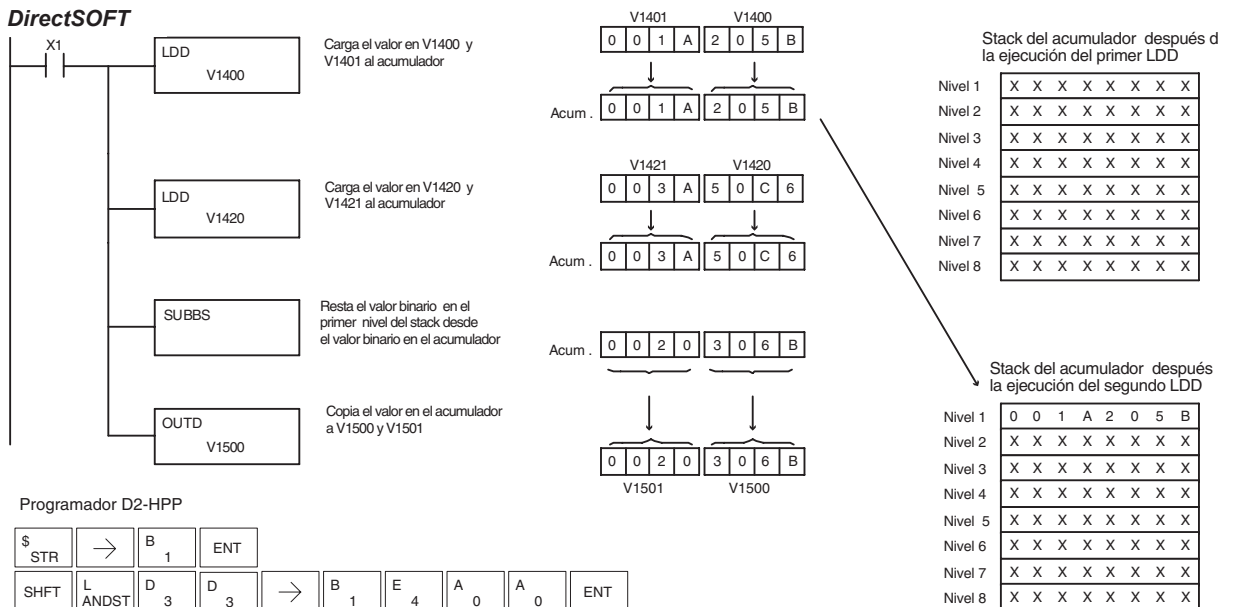 DirectSOFT
X1
LDD
V1400
Carga el valor en V1400 y
V1401 al acumulador
V1401 V1400
0 0 1 A 2 0 5 B
Acum . 0 0 1 A 2 0 5 B
LDD
V1420
Carga el valor en V1420 y
V1421 al acumulador
V1421 V1420
0 0 3 A 5 0 C 6
Acum . 0 0 3 A 5 0 C 6
SUBBS
Resta el valor binario en el
primer nivel del stack desde
el valor binario en el acumulador
Acum . 0 0 2 0 3 0 6 B
OUTD
V1500
Copia el valor en el acumulador
a V1500 y V1501
0 0 2 0 3 0 6 B
V1501 V1500
Stack del acumulador después d
la ejecución del primer LDD
Nivel 1 X X X X X X X X
Nivel 2 X X X X X X X X
Nivel 3 X X X X X X X X
Nivel 4 X X X X X X X X
Nivel 5 X X X X X X X X
Nivel 6 X X X X X X X X
Nivel 7 X X X X X X X X
Nivel 8 X X X X X X X X
Stack del acumulador después
la ejecución del segundo LDD
Nivel 1 0 0 1 A 2 0 5 B
Nivel 2 X X X X X X X X
Nivel 3 X X X X X X X X
Nivel 4 X X X X X X X X
Nivel 5 X X X X X X X X
Nivel 6 X X X X X X X X
Nivel 7 X X X X X X X X
Nivel 8 X X X X X X X X
Programador D2-HPP
$ STR → B 1 ENT
SHFT L ANDST D 3 D 3 → B 1 E 4 A 0 A 0 ENT